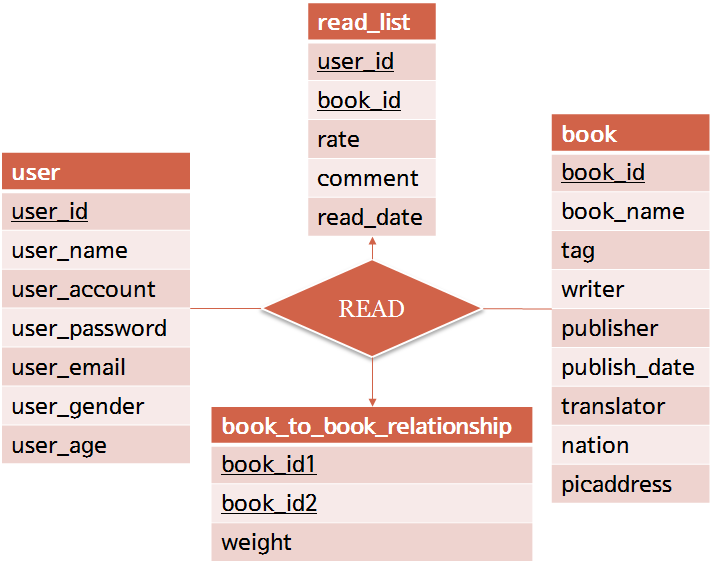 read_list
user_id
book_id
rate
comment
read_date
user
user_id
user_name
user_account
user_password
user_email
user_gender
user_age
READ
book
book_id
book_name
tag
writer
publisher
publish_date
translator
nation
picaddress
book_to_book_relationship
book_id1
book_id2
weight